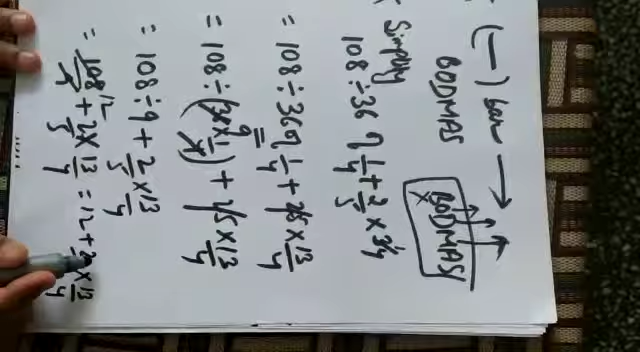 (—) bar →
BODMAS
BODMAS
x
Simplify
108 ÷ 36 of 1/4 + 2/5 × 3 1/4
= 108 ÷ 36 of 1/4 + 2/5 × 13/4
= 108 ÷ (36 × 1/4) + 2/5 × 13/4
= 108 ÷ 9 + 2/5 × 13/4
= 108/9 + 2/5 × 13/4 = 12 + 2/5 × 13/4